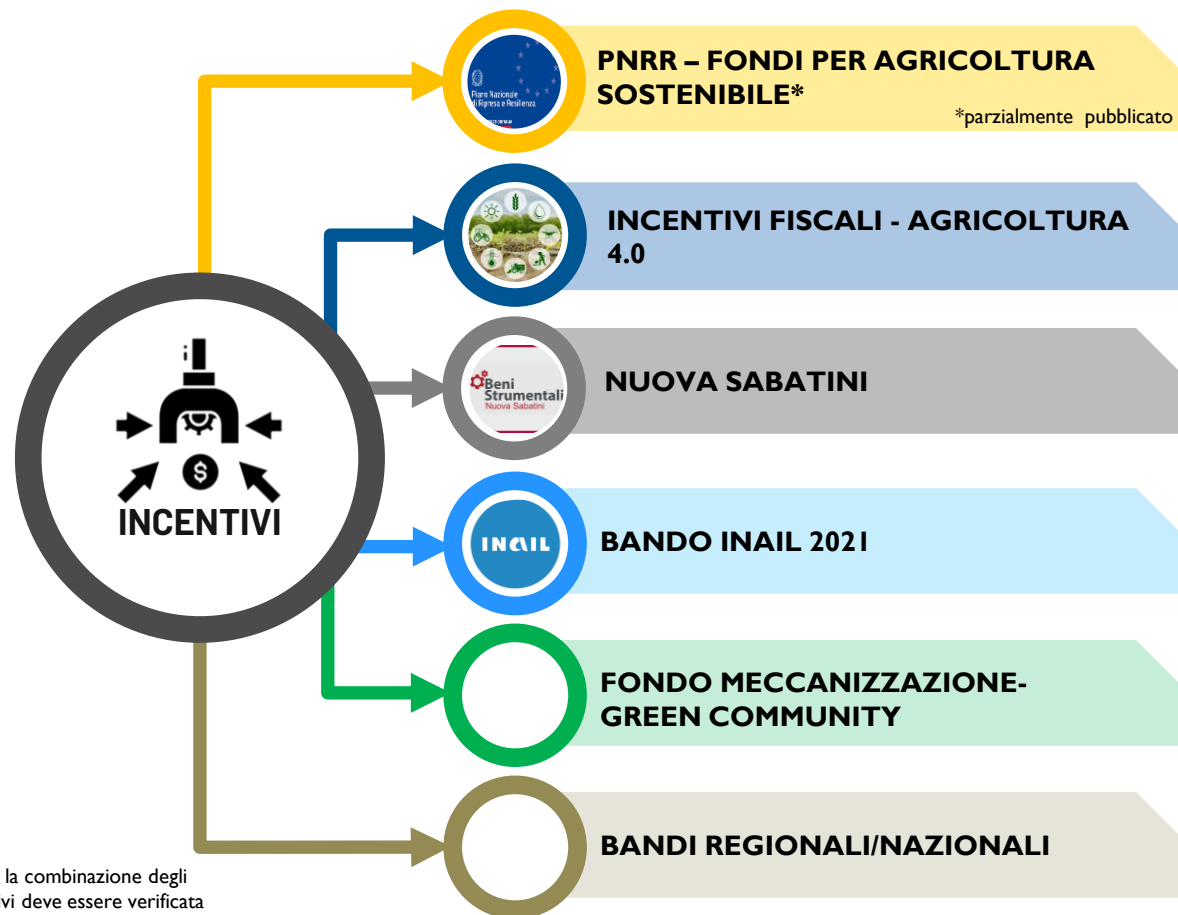 PNRR – FONDI PER AGRICOLTURA
SOSTENIBILE*
*parzialmente pubblicato
Piano Nazionale
di Ripresa e Resilienza
INCENTIVI FISCALI - AGRICOLTURA
4.0
Beni
Strumentali
Nuova Sabatini
NUOVA SABATINI
$
INCENTIVI
INAIL
BANDO INAIL 2021
FONDO MECCANIZZAZIONE-
GREEN COMMUNITY
BANDI REGIONALI/NAZIONALI
la combinazione degli
ivi deve essere verificata